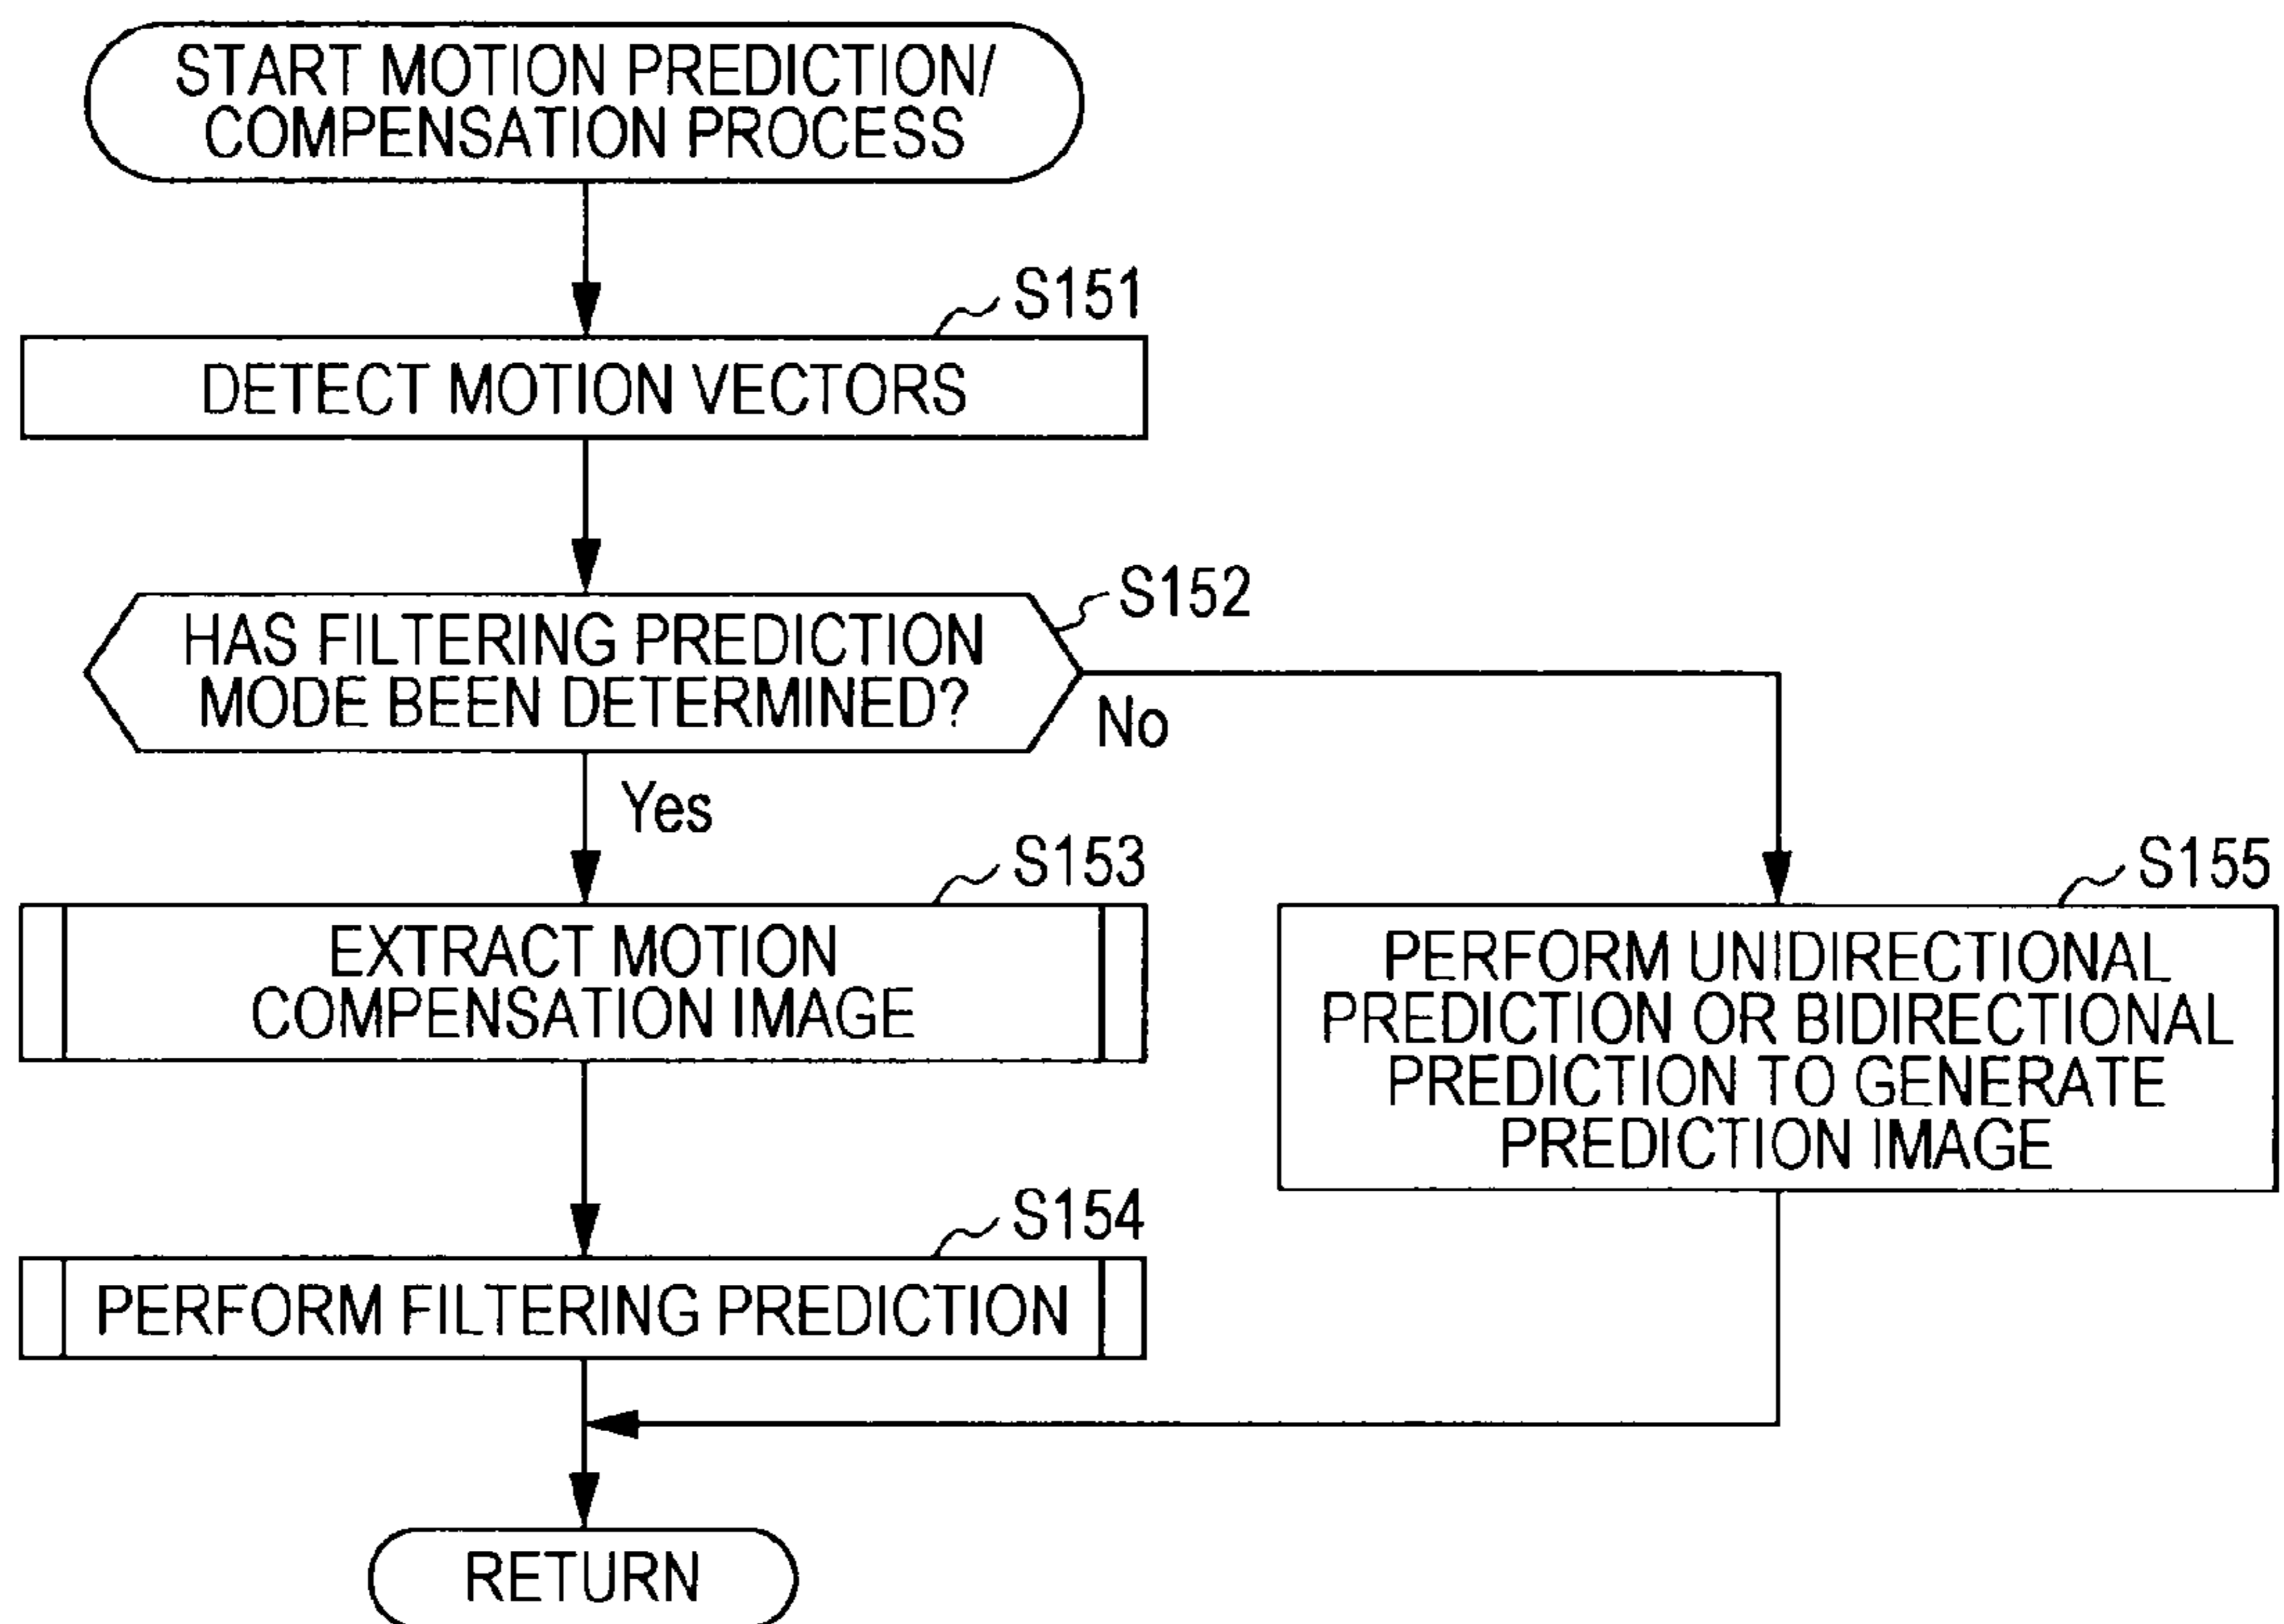 START MOTION PREDICTION/
COMPENSATION PROCESS
S151
DETECT MOTION VECTORS
S152
HAS FILTERING PREDICTION
MODE BEEN DETERMINED?
No
Yes
S153
EXTRACT MOTION
COMPENSATION IMAGE
S155
PERFORM UNIDIRECTIONAL
PREDICTION OR BIDIRECTIONAL
PREDICTION TO GENERATE
PREDICTION IMAGE
S154
PERFORM FILTERING PREDICTION
RETURN